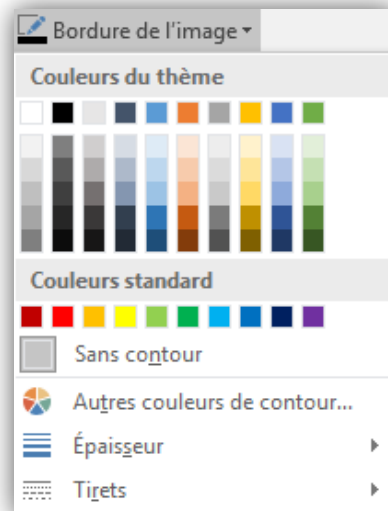 Bordure de l'image
Couleurs du thème
Couleurs standard
Sans contour
Autres couleurs de contour...
Épaisseur
Tirets